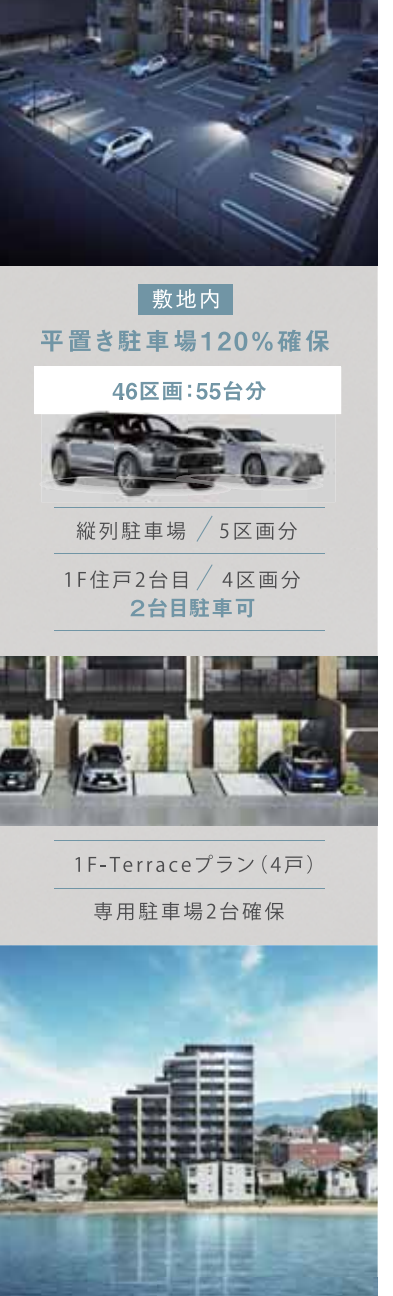 敷地内
平置き駐車場120%確保
46区画：55台分
縦列駐車場／5区画分
1F住戸2台目／4区画分
2台目駐車可
1F-Terraceプラン（4戸）
専用駐車場2台確保